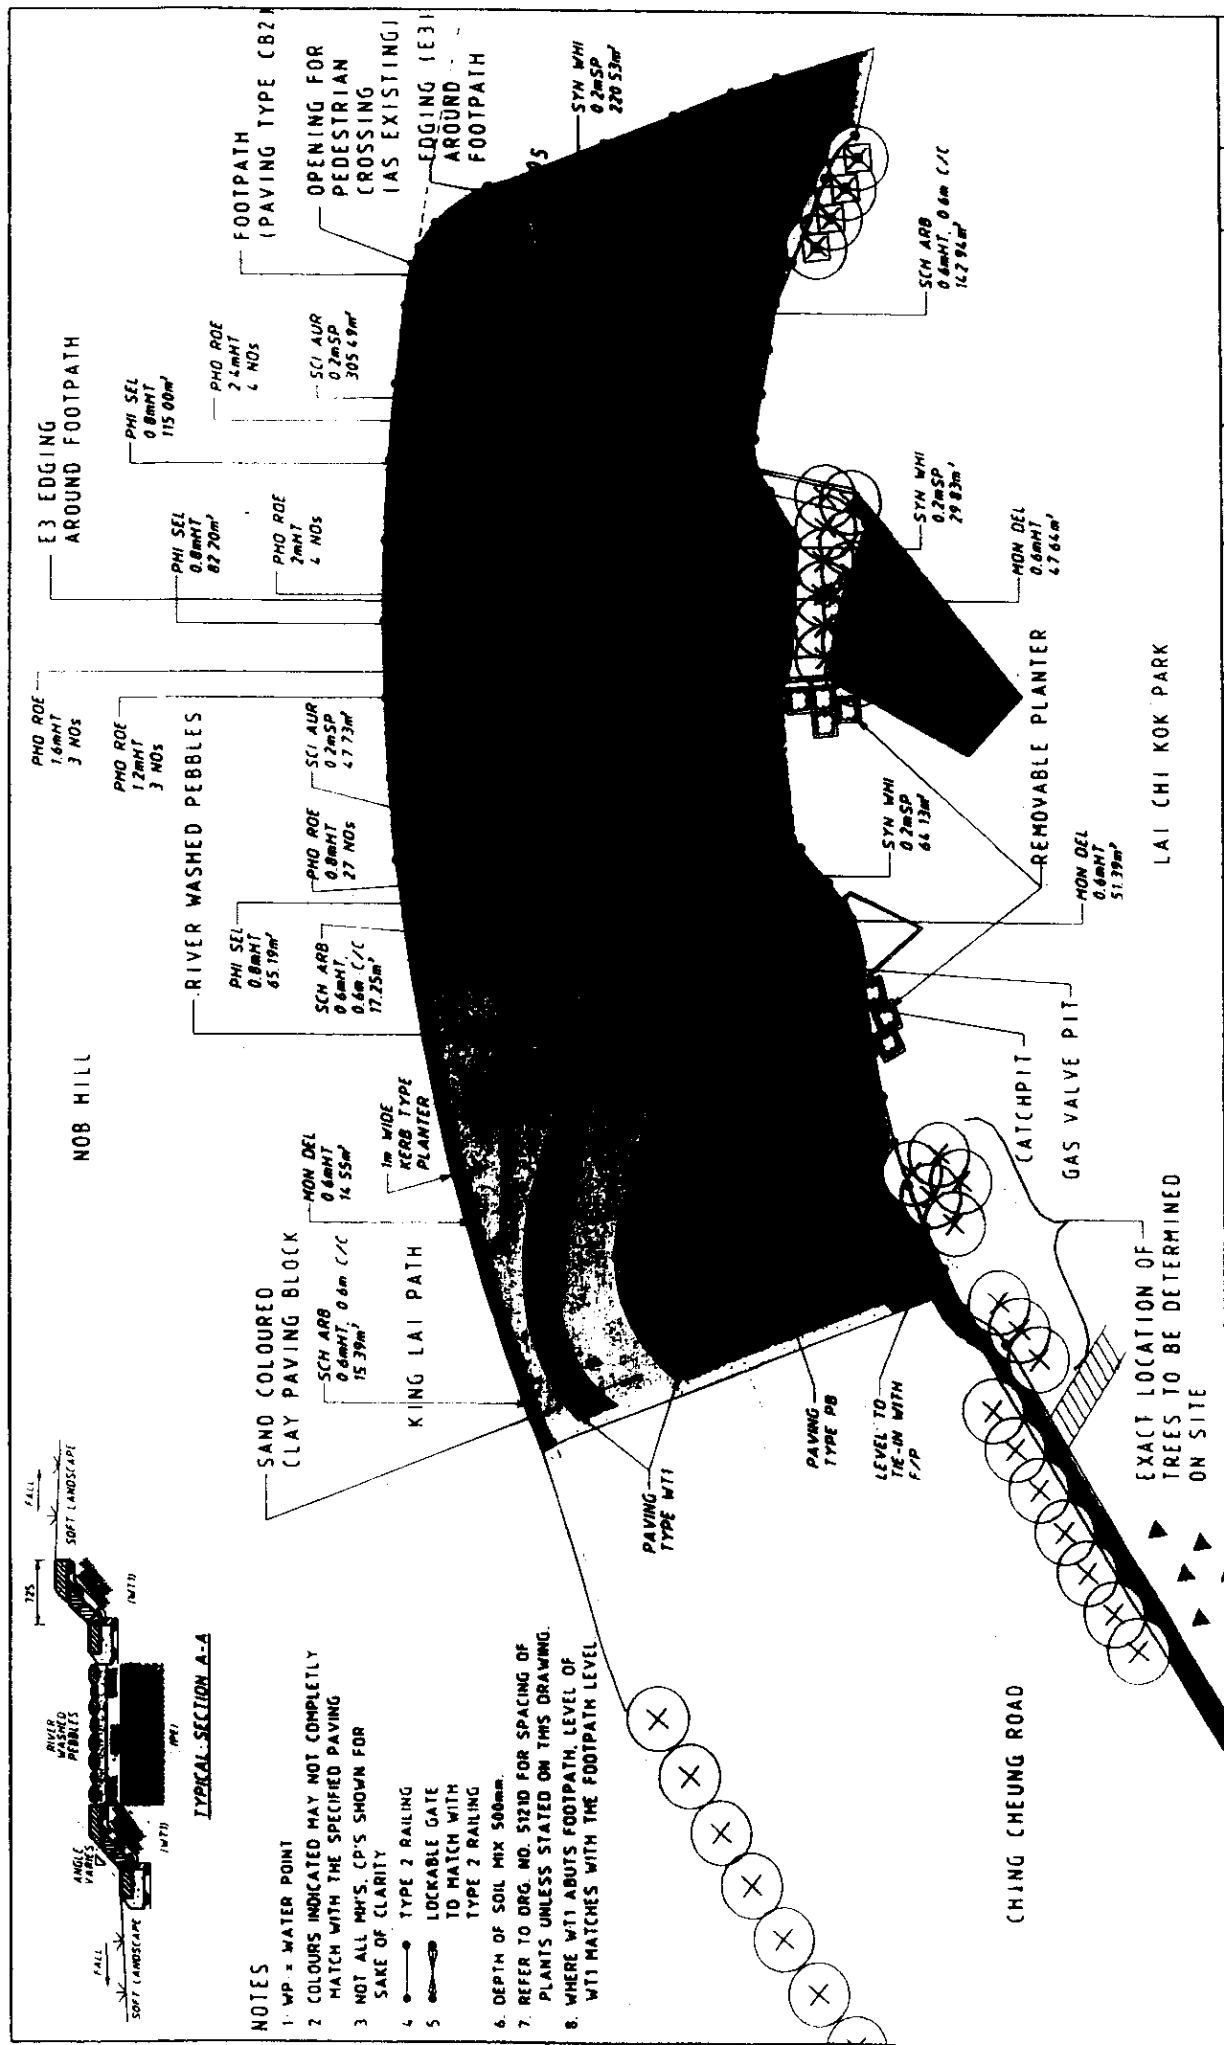 FALL
SOFT LANDSCAPE
ANGLE
VARIES
(WT1)
RIVER
WASHED
PEBBLES
725
FALL
SOFT LANDSCAPE
(WT1)
TYPICAL SECTION A-A
NOTES
1. WP = WATER POINT
2 COLOURS INDICATED MAY NOT COMPLETLY
MATCH WITH THE SPECIFIED PAVING
3 NOT ALL MH'S, CP'S SHOWN FOR
SAKE OF CLARITY
4 TYPE 2 RAILING
5 LOCKABLE GATE
TO MATCH WITH
TYPE 2 RAILING
6. DEPTH OF SOIL MIX 500mm.
7. REFER TO DRG. NO. 5121D FOR SPACING OF
PLANTS UNLESS STATED ON THIS DRAWING.
8. WHERE WT1 ABUTS FOOTPATH, LEVEL OF
WT1 MATCHES WITH THE FOOTPATH LEVEL
NOB HILL
SAND COLOURED
CLAY PAVING BLOCK
SCH ARB
0 6mHT, 0 6m C/C
15 39m²
KING LAI PATH
MON DEL
0 6mHT
14 55m²
1m WIDE
KERB TYPE
PLANTER
RIVER WASHED PEBBLES
PHI SEL
0.8mHT
65.19m²
SCH ARB
0 6mHT,
0.6m C/C
17.25m²
PHO ROE
0.8mHT
27 NOs
SCI AUR
0 2mSP
47 73m²
PHO ROE
1.6mHT
3 NOs
PHO ROE
1 2mHT
3 NOs
E3 EDGING
AROUND FOOTPATH
PHI SEL
0.8mHT
82 20m²
PHO ROE
2mHT
4 NOs
PHI SEL
0 8mHT
115 00m²
PHO ROE
2 4mHT
4 NOs
SCI AUR
0 2mSP
305 49m²
FOOTPATH
(PAVING TYPE CB2)
OPENING FOR
PEDESTRIAN
CROSSING
(AS EXISTING)
EDGING (E3)
AROUND
FOOTPATH
SYN WHI
0 2mSP
220 53m²
SCH ARB
0 6mHT, 0 6m C/C
142 94m²
SYN WHI
0.2mSP
29 83m²
MON DEL
0.6mHT
47 64m²
REMOVABLE PLANTER
SYN WHI
0 2mSP
64 13m²
MON DEL
0.6mHT
51.39m²
LAI CHI KOK PARK
CATCHPIT
GAS VALVE PIT
PAVING
TYPE WT1
PAVING
TYPE PB
LEVEL TO
TIE-IN WITH
F/P
EXACT LOCATION OF
TREES TO BE DETERMINED
ON SITE
CHING CHEUNG ROAD